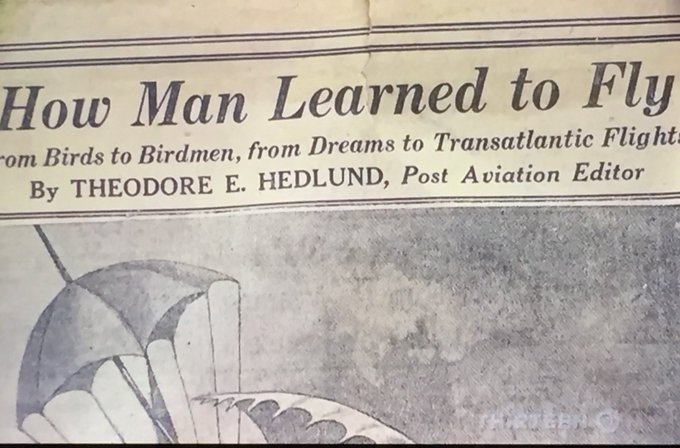 How Man Learned to Fly
rom Birds to Birdmen, from Dreams to Transatlantic Flights
By THEODORE E. HEDLUND, Post Aviation Editor
THIRTEEN